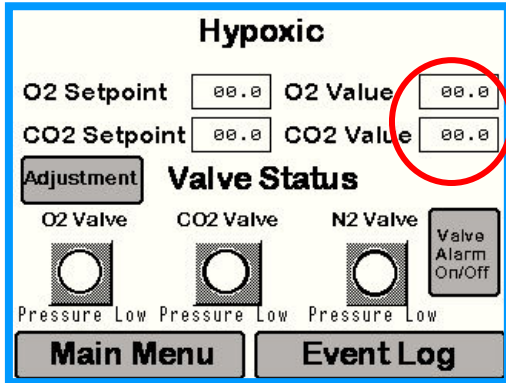 Hypoxic
O2 Setpoint 00.0 O2 Value 00.0
CO2 Setpoint 00.0 CO2 Value 00.0
Adjustment Valve Status
O2 Valve CO2 Valve N2 Valve
Valve
Alarm
On/Off
Pressure Low Pressure Low Pressure Low
Main Menu Event Log